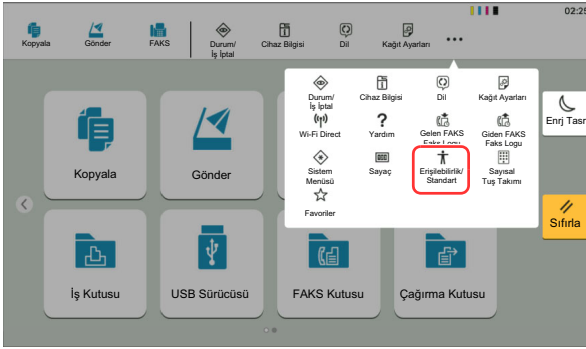 02:25
Kopyala
Gönder
FAKS
Durum/
İş İptal
Cihaz Bilgisi
Dil
Kağıt Ayarları
Durum/
İş İptal
Cihaz Bilgisi
Dil
Kağıt Ayarları
Wi-Fi Direct
Yardım
Gelen FAKS
Faks Logu
Giden FAKS
Faks Logu
Sistem
Menüsü
Sayaç
Erişilebilirlik/
Standart
Sayısal
Tuş Takımı
Favoriler
Enrj Tasr
Sıfırla
Kopyala
Gönder
İş Kutusu
USB Sürücüsü
FAKS Kutusu
Çağırma Kutusu